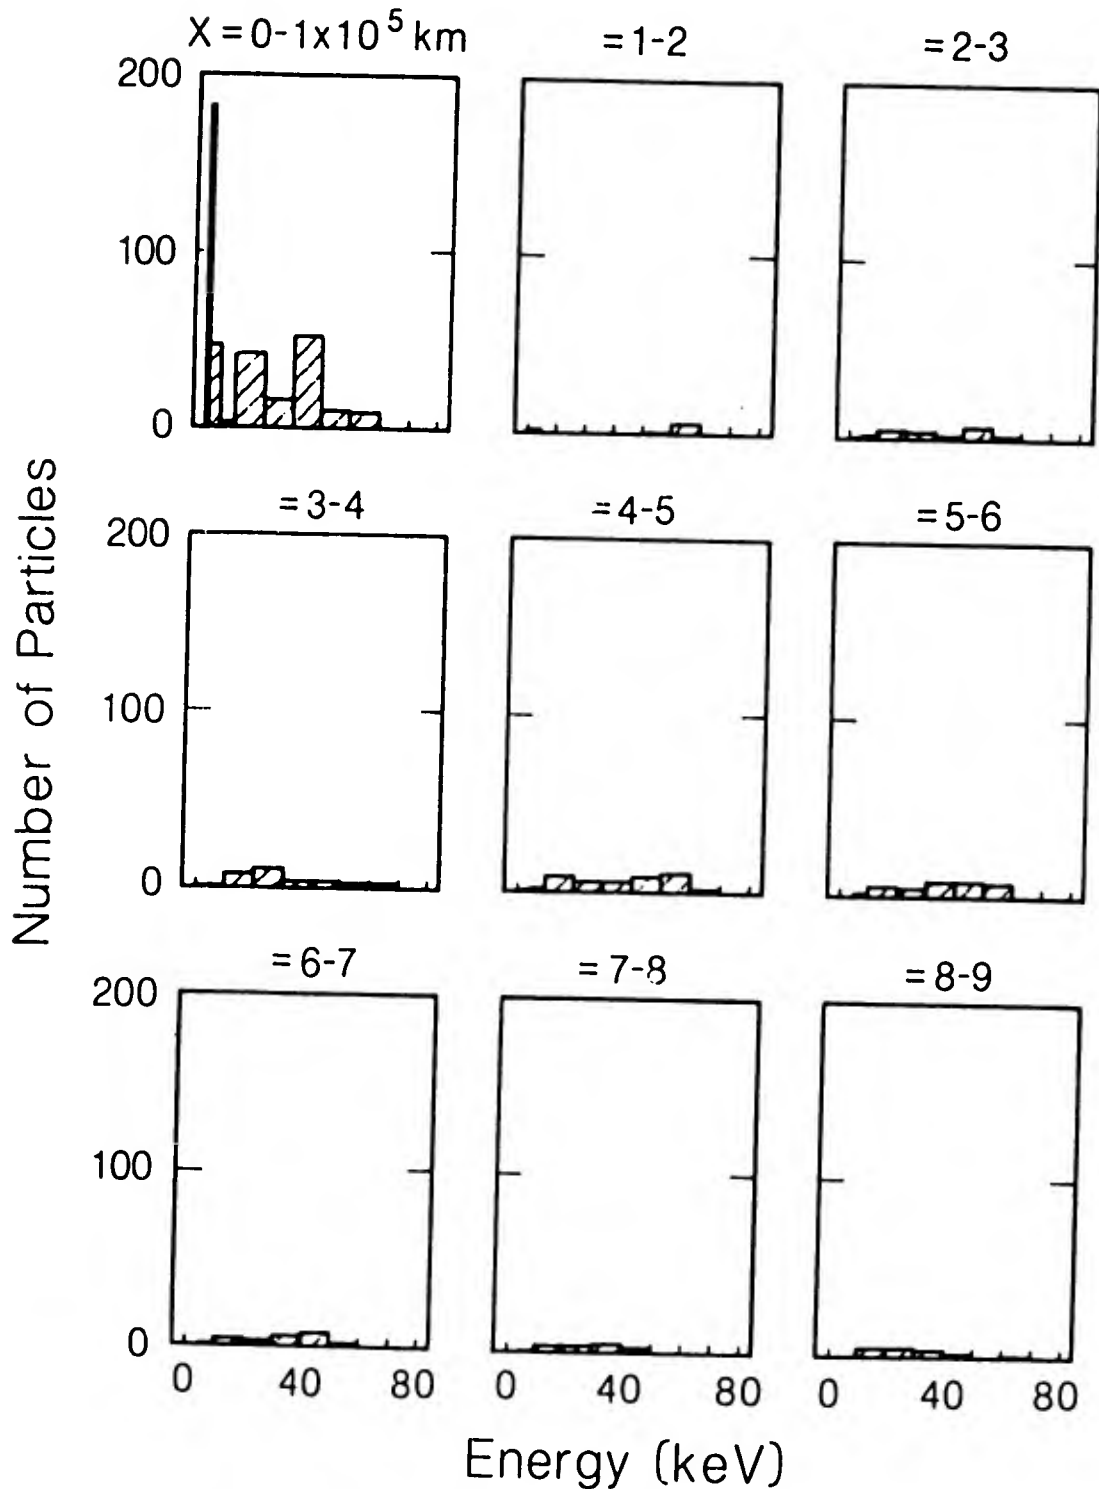 X = 0-1x10⁵ km
=1-2
=2-3
200
100
0
=3-4
=4-5
=5-6
200
100
0
=6-7
=7-8
=8-9
200
100
0
0 40 80
0 40 80
0 40 80
Number of Particles
Energy (keV)